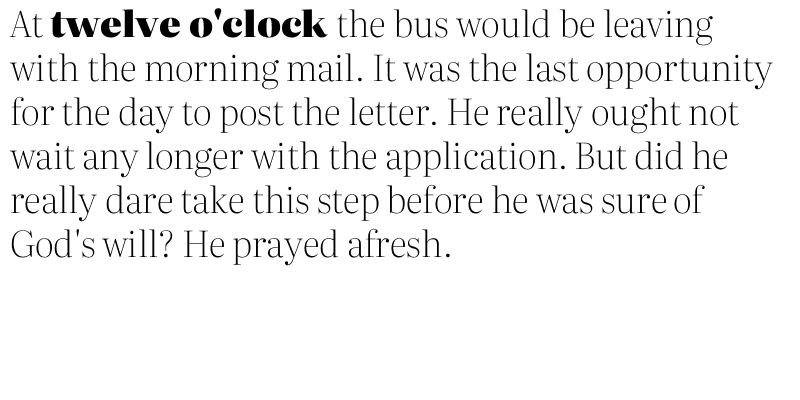 At twelve o'clock the bus would be leaving
with the morning mail. It was the last opportunity
for the day to post the letter. He really ought not
wait any longer with the application. But did he
really dare take this step before he was sure of
God's will? He prayed afresh.